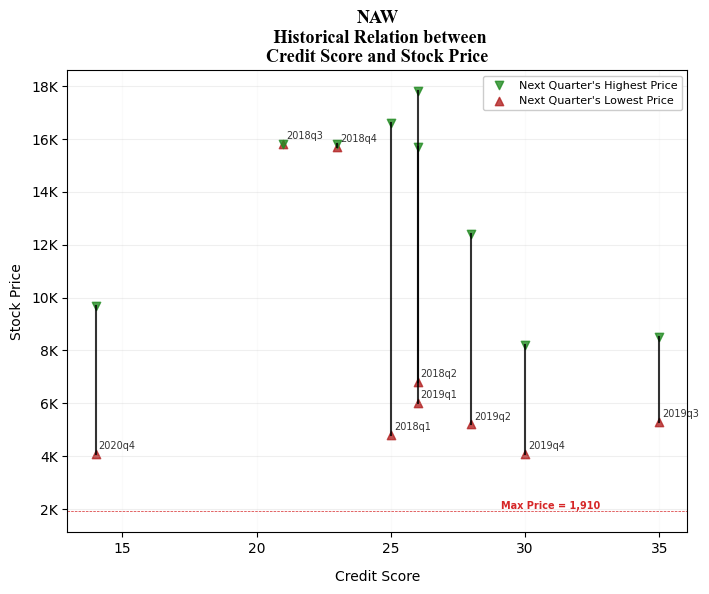 NAW
Historical Relation between
Credit Score and Stock Price
Next Quarter's Highest Price
Next Quarter's Lowest Price
18K
16K
14K
12K
10K
8K
6K
4K
2K
Stock Price
2018q3
2018q4
2018q2
2019q1
2018q1
2019q2
2019q3
2020q4
2019q4
Max Price = 1,910
15
20
25
30
35
Credit Score